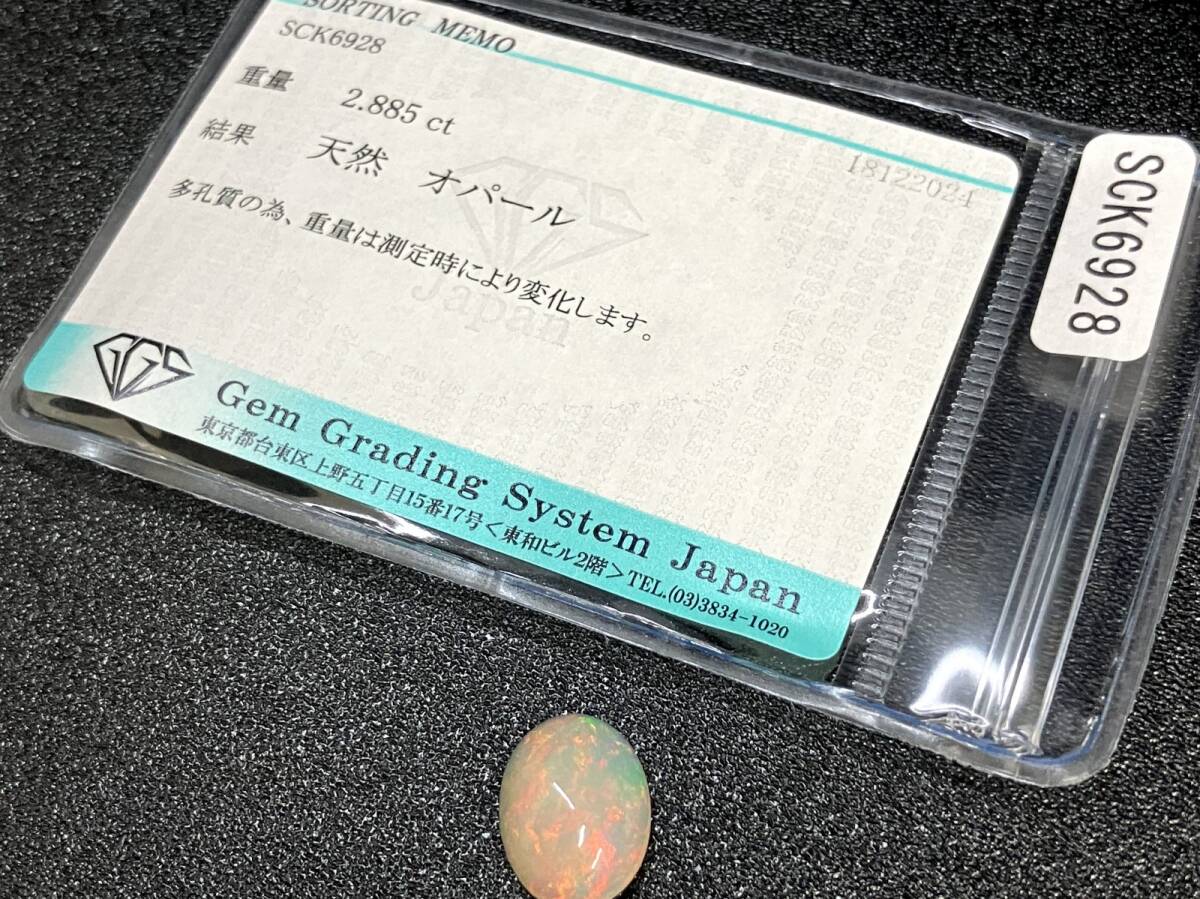 SORTING MEMO
SCK6928
18122024
重量 2.885 ct
結果 天然 オパール
多孔質の為、重量は測定時により変化します。
GGS
Japan
GGS
Gem Grading System Japan
東京都台東区上野五丁目15番17号<東和ビル2階>TEL.(03)3834-1020
SCK6928